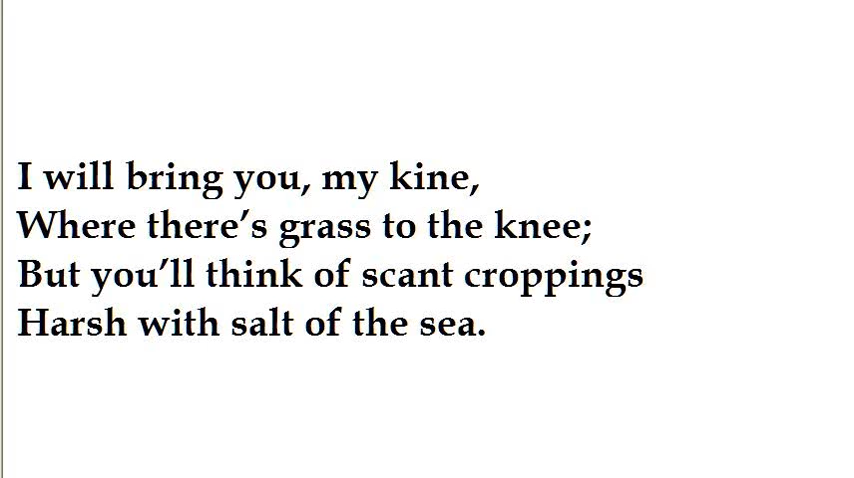 I will bring you, my kine,
Where there’s grass to the knee;
But you’ll think of scant croppings
Harsh with salt of the sea.